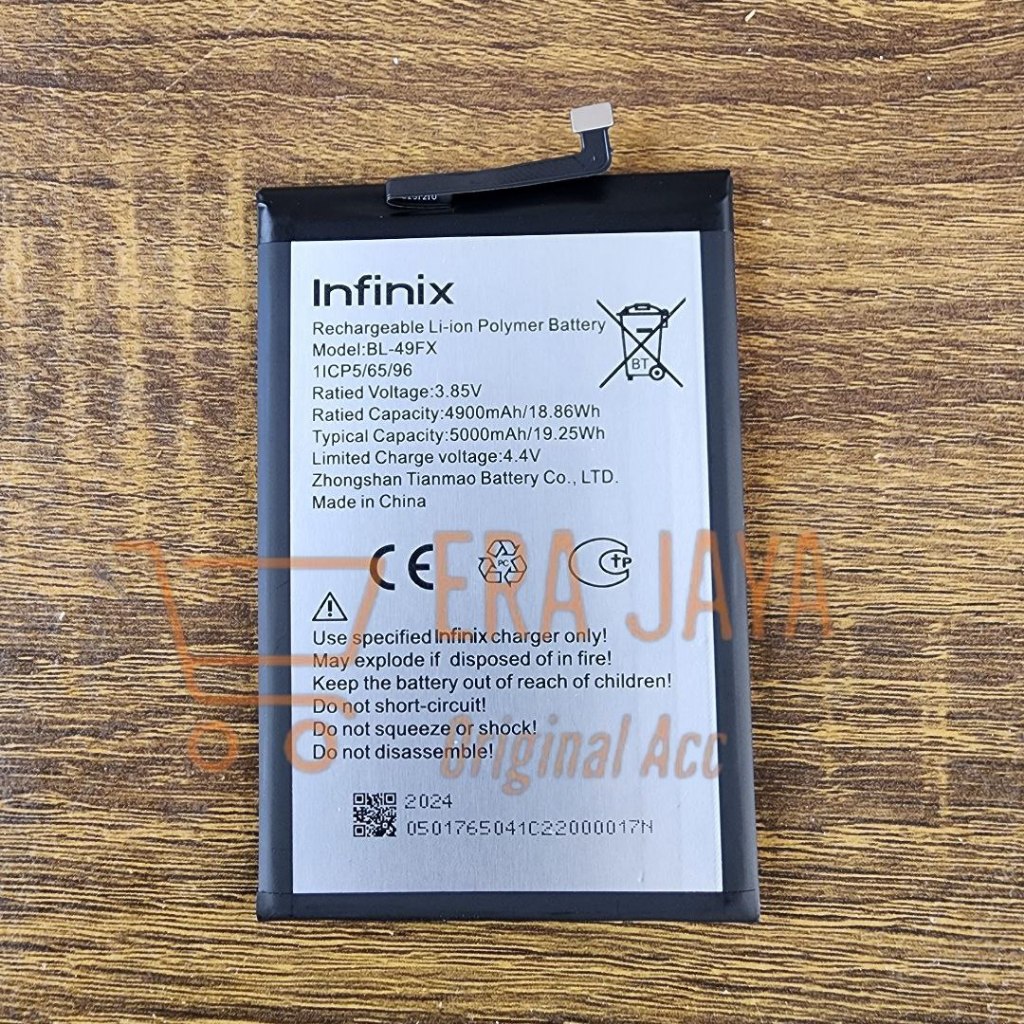 Infinix
Rechargeable Li-ion Polymer Battery
Model:BL-49FX
1ICP5/65/96
Ratied Voltage:3.85V
Ratied Capacity:4900mAh/18.86Wh
Typical Capacity:5000mAh/19.25Wh
Limited Charge voltage:4.4V
Zhongshan Tianmao Battery Co., LTD.
Made in China
BT
CE
PC
CTP
ERA JAYA
Use specified Infinix charger only!
May explode if disposed of in fire!
Keep the battery out of reach of children!
Do not short-circuit!
Do not squeeze or shock!
Do not disassemble!
Original Acc
2024
0501765041C22000017N